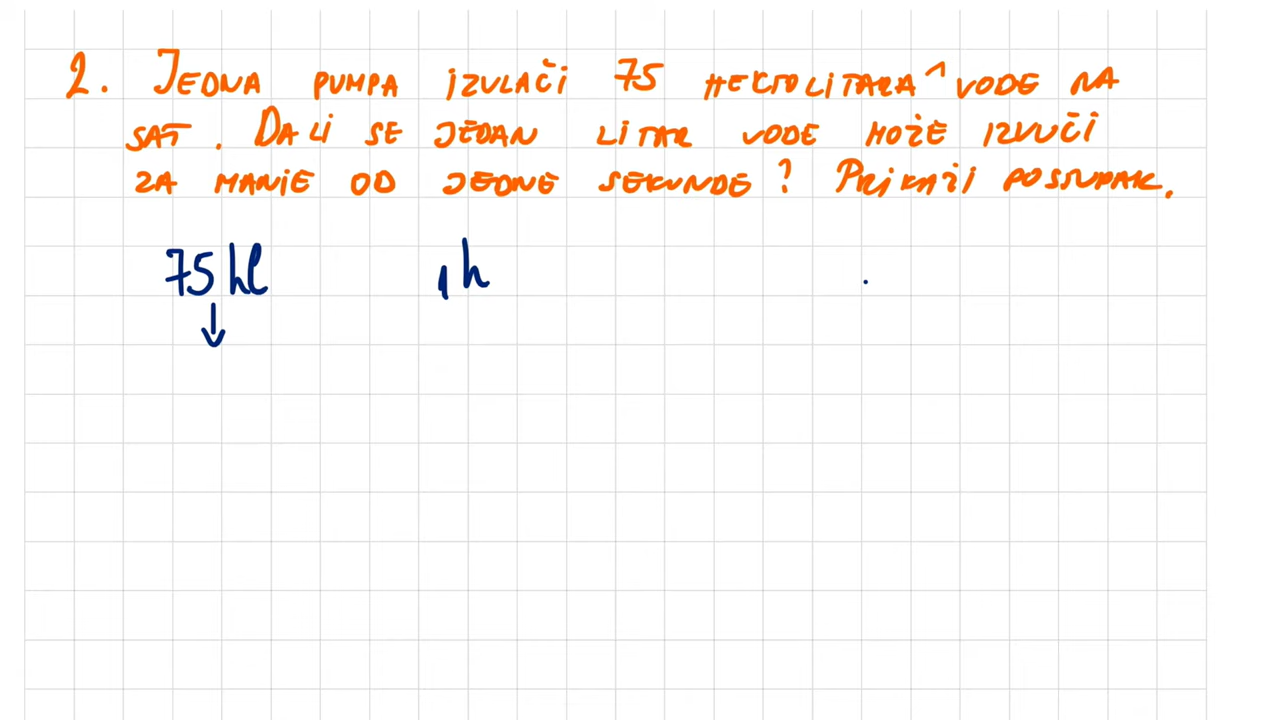 2. JEDNA PUMPA IZVLAČI 75 HEKTOLITARA ^ VODE NA
SAT. DA LI SE JEDAN LITAR VODE MOŽE IZVUČI
ZA MANJE OD JEDNE SEKUNDE? PRIKAŽI POSTUPAK.
75 hl 1h